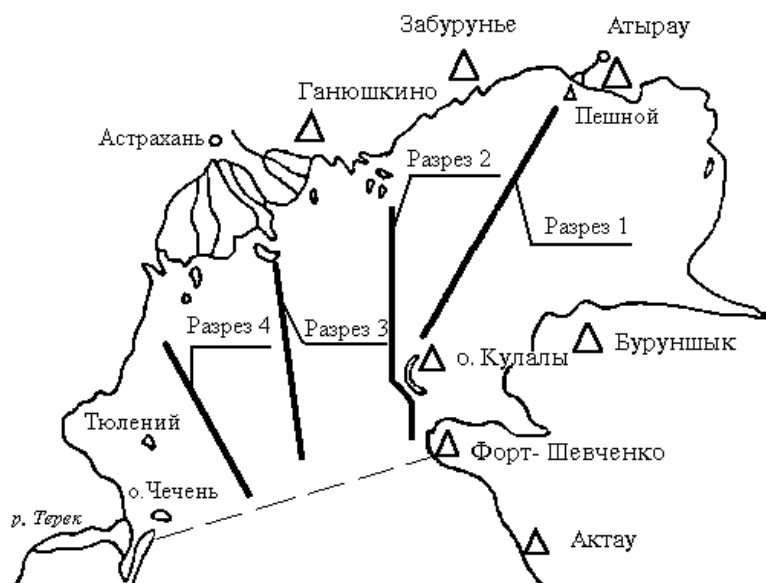 Забурунье
Атырау
Ганюшкино
Пешной
Астрахань
Разрез 2
Разрез 1
Разрез 4
Разрез 3
о. Кулалы
Буруншык
Тюлений
Форт- Шевченко
о.Чечень
р. Терек
Актау